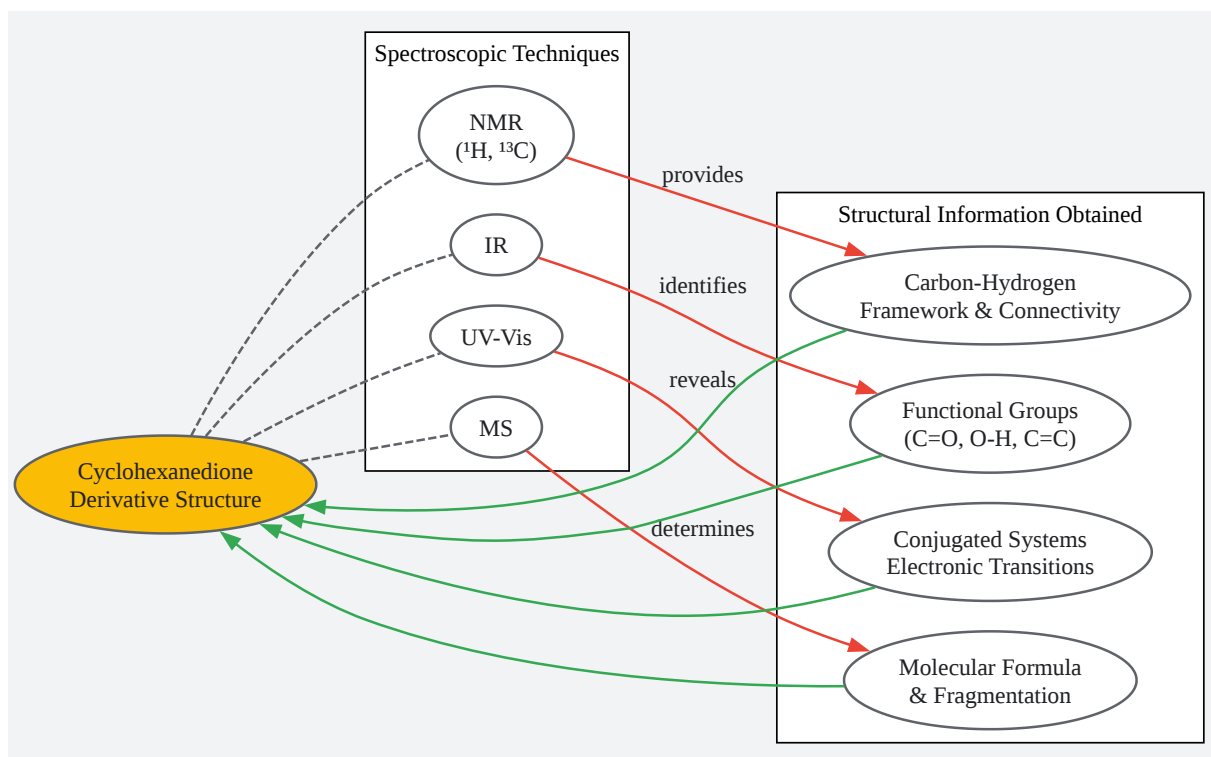 Spectroscopic Techniques
NMR
(¹H, ¹³C)
provides
Structural Information Obtained
IR
identifies
Carbon-Hydrogen
Framework & Connectivity
UV-Vis
reveals
Functional Groups
(C=O, O-H, C=C)
MS
Cyclohexanedione
Derivative Structure
determines
Conjugated Systems
Electronic Transitions
Molecular Formula
& Fragmentation